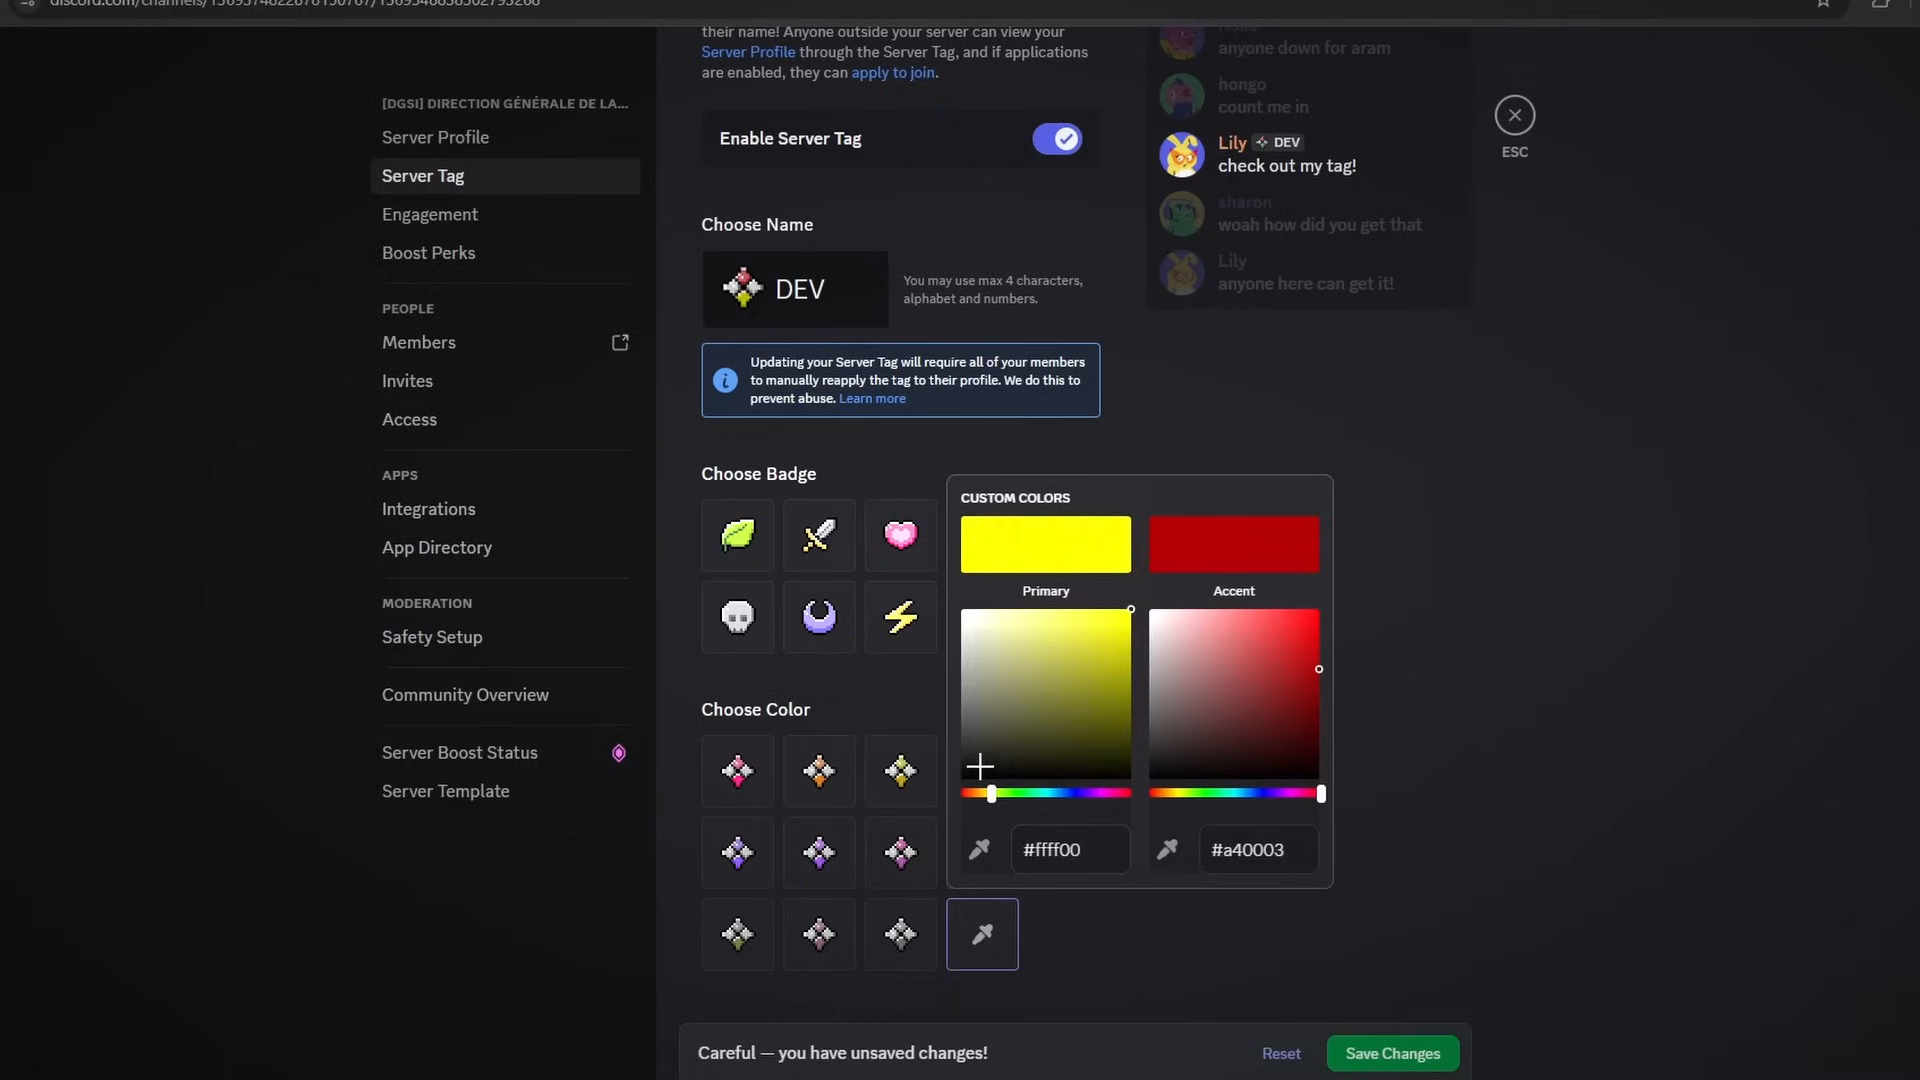 discord.com/channels/
their name! Anyone outside your server can view your
Server Profile through the Server Tag, and if applications
are enabled, they can apply to join.
[DGSI] DIRECTION GÉNÉRALE DE LA...
Server Profile
Server Tag
Engagement
Boost Perks
PEOPLE
Members
Invites
Access
APPS
Integrations
App Directory
MODERATION
Safety Setup
Community Overview
Server Boost Status
Server Template
Enable Server Tag
Choose Name
DEV
You may use max 4 characters,
alphabet and numbers.
Updating your Server Tag will require all of your members
to manually reapply the tag to their profile. We do this to
prevent abuse. Learn more
Choose Badge
Choose Color
CUSTOM COLORS
Primary
Accent
#ffff00
#a40003
anyone down for aram
hongo
count me in
Lily DEV
check out my tag!
sharon
woah how did you get that
Lily
anyone here can get it!
ESC
Careful — you have unsaved changes!
Reset
Save Changes